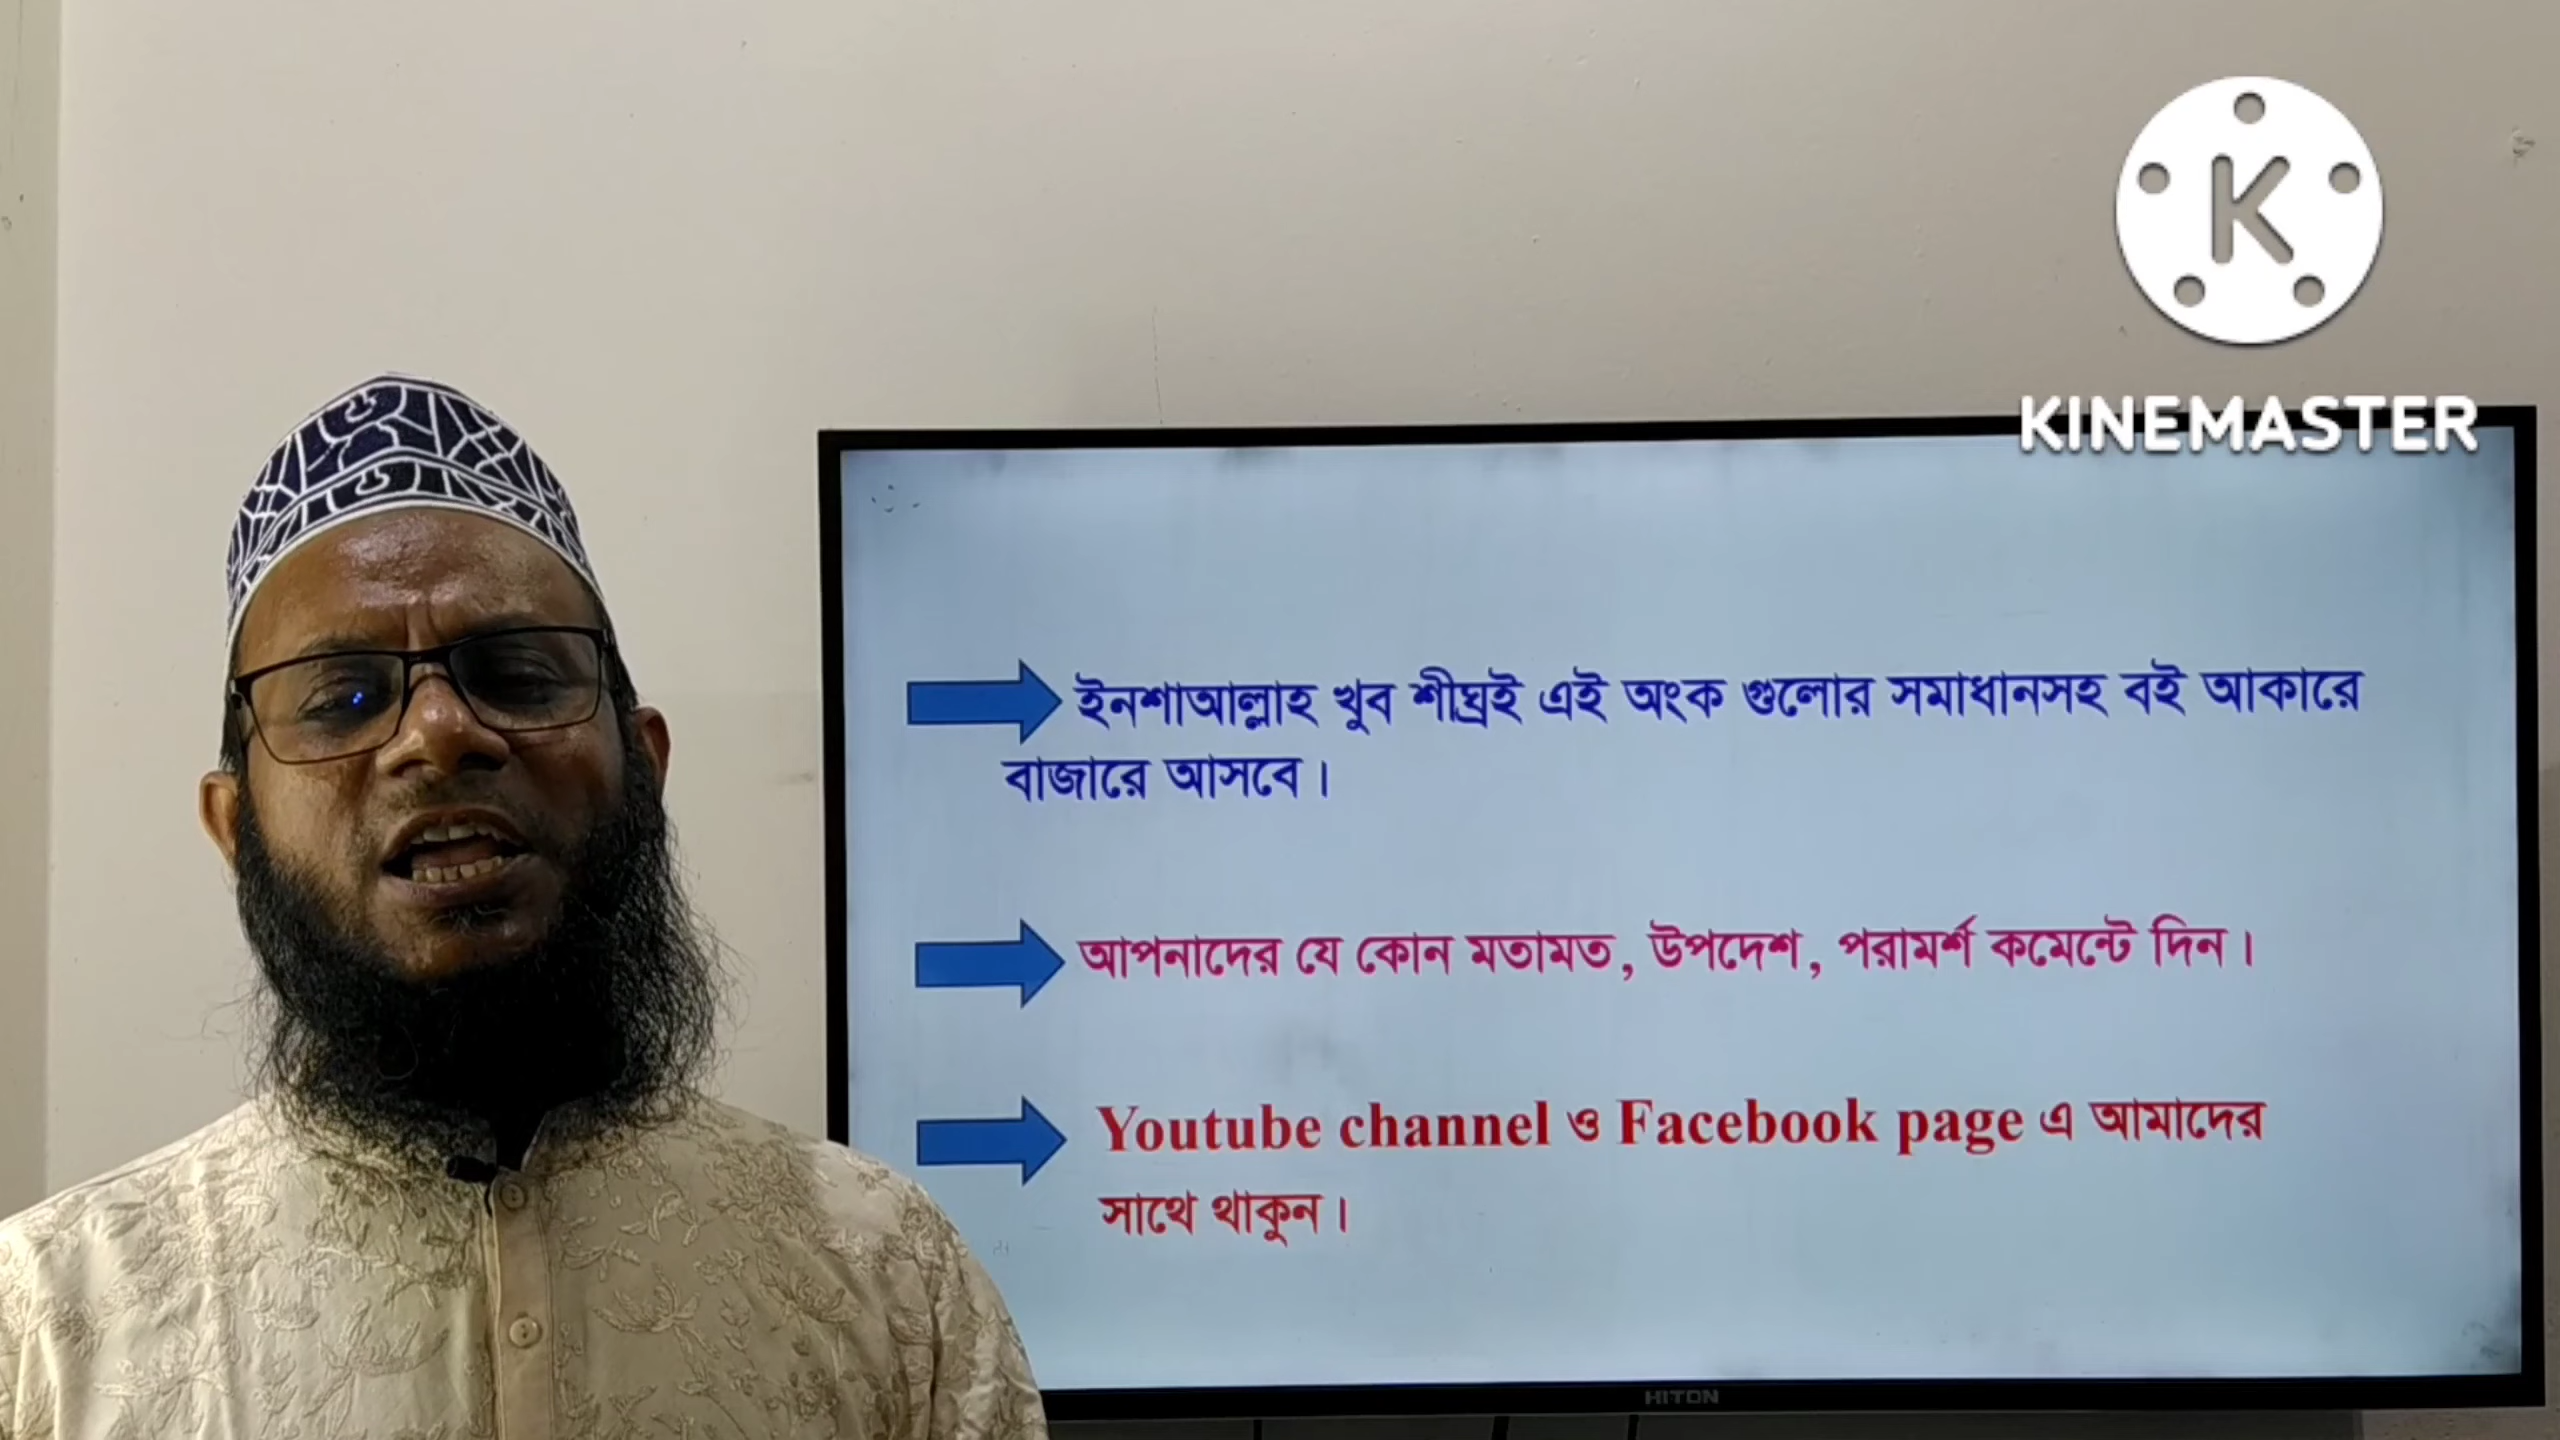 K
KINEMASTER
ইনশাআল্লাহ খুব শীঘ্রই এই অংক গুলোর সমাধানসহ বই আকারে
বাজারে আসবে।
আপনাদের যে কোন মতামত, উপদেশ, পরামর্শ কমেন্টে দিন।
Youtube channel ও Facebook page এ আমাদের
সাথে থাকুন।
HITON